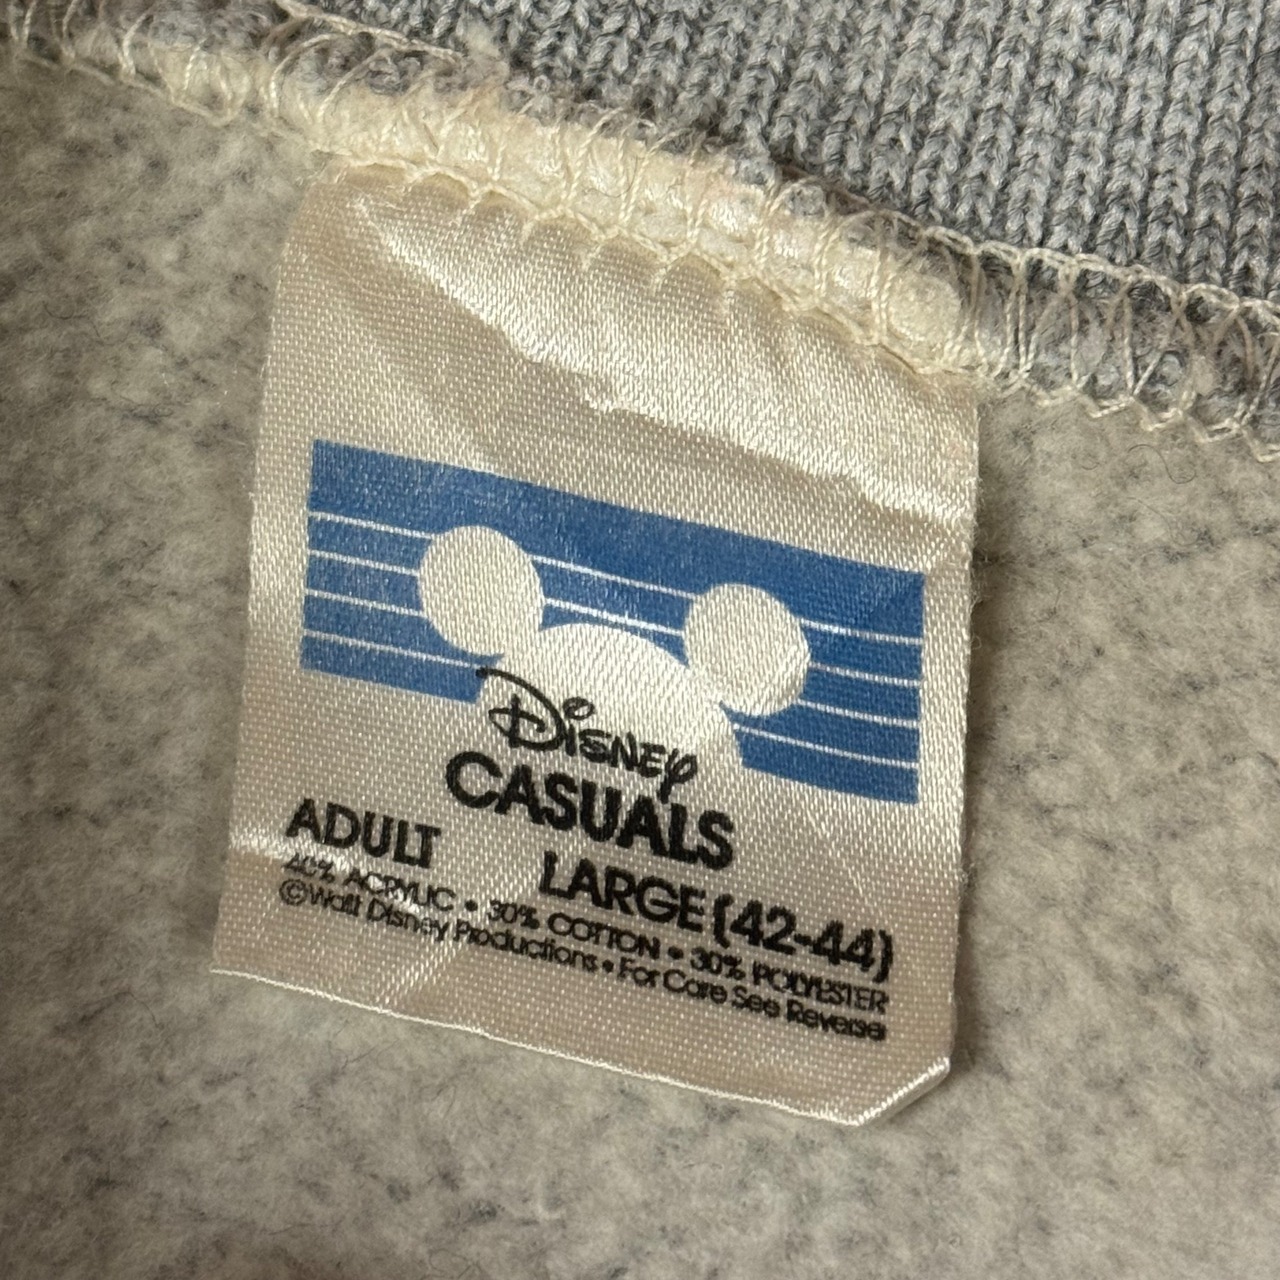 Disney
CASUALS
ADULT LARGE (42-44)
40% ACRYLIC • 30% COTTON • 30% POLYESTER
©Walt Disney Productions • For Care See Reverse